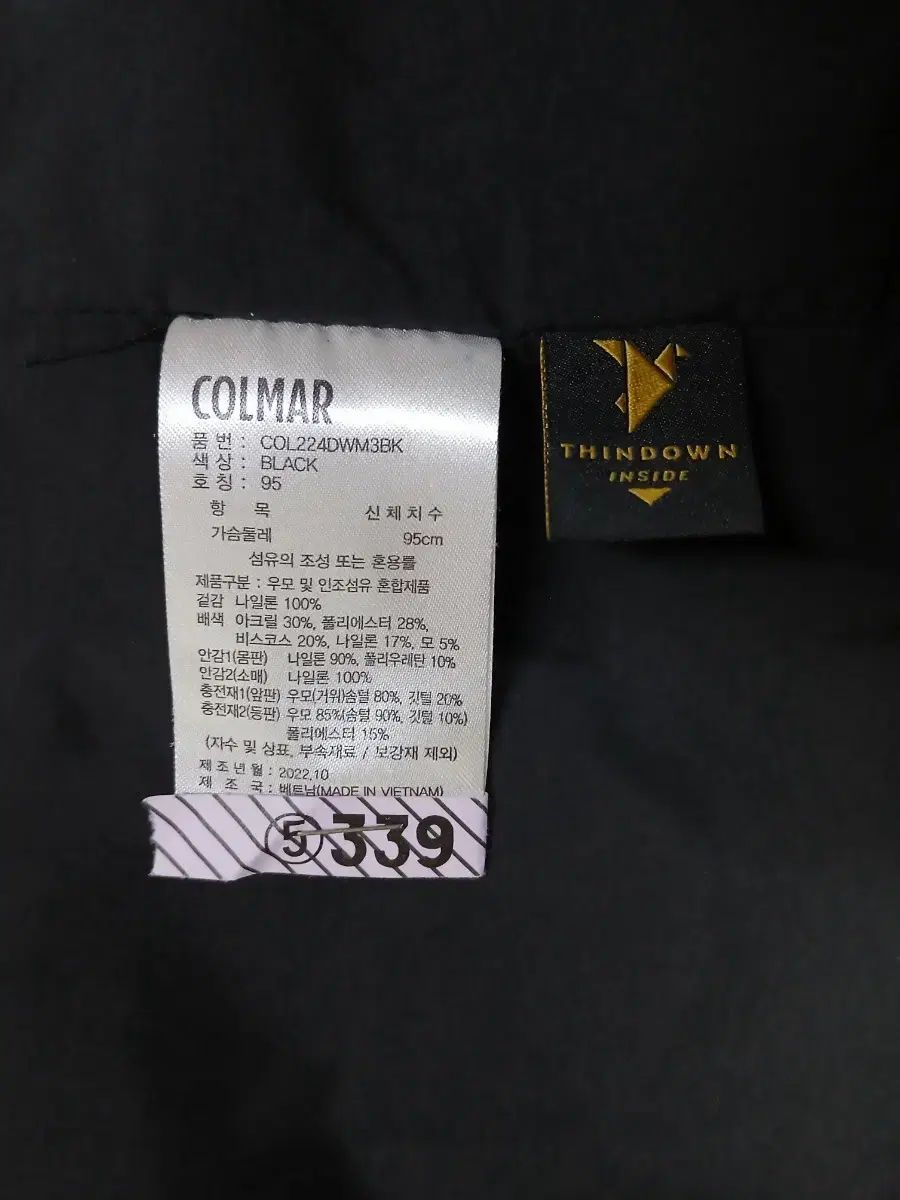 COLMAR
품 번 : COL224DWM3BK
색 상 : BLACK
호 칭 : 95
항 목 신체치수
가슴둘레 95cm
섬유의 조성 또는 혼용률
제품구분 : 우모 및 인조섬유 혼합제품
겉감 나일론 100%
배색 아크릴 30%, 폴리에스터 28%,
비스코스 20%, 나일론 17%, 모 5%
안감1(몸판) 나일론 90%, 폴리우레탄 10%
안감2(소매) 나일론 100%
충전재1(앞판) 우모(거위)솜털 80%, 깃털 20%
충전재2(등판) 우모 85%(솜털 90%, 깃털 10%)
폴리에스터 15%
(자수 및 상표, 부속재료 / 보강재 제외)
제조년월 : 2022.10
제 조 국 : 베트남(MADE IN VIETNAM)
⑤339
THINDOWN
INSIDE